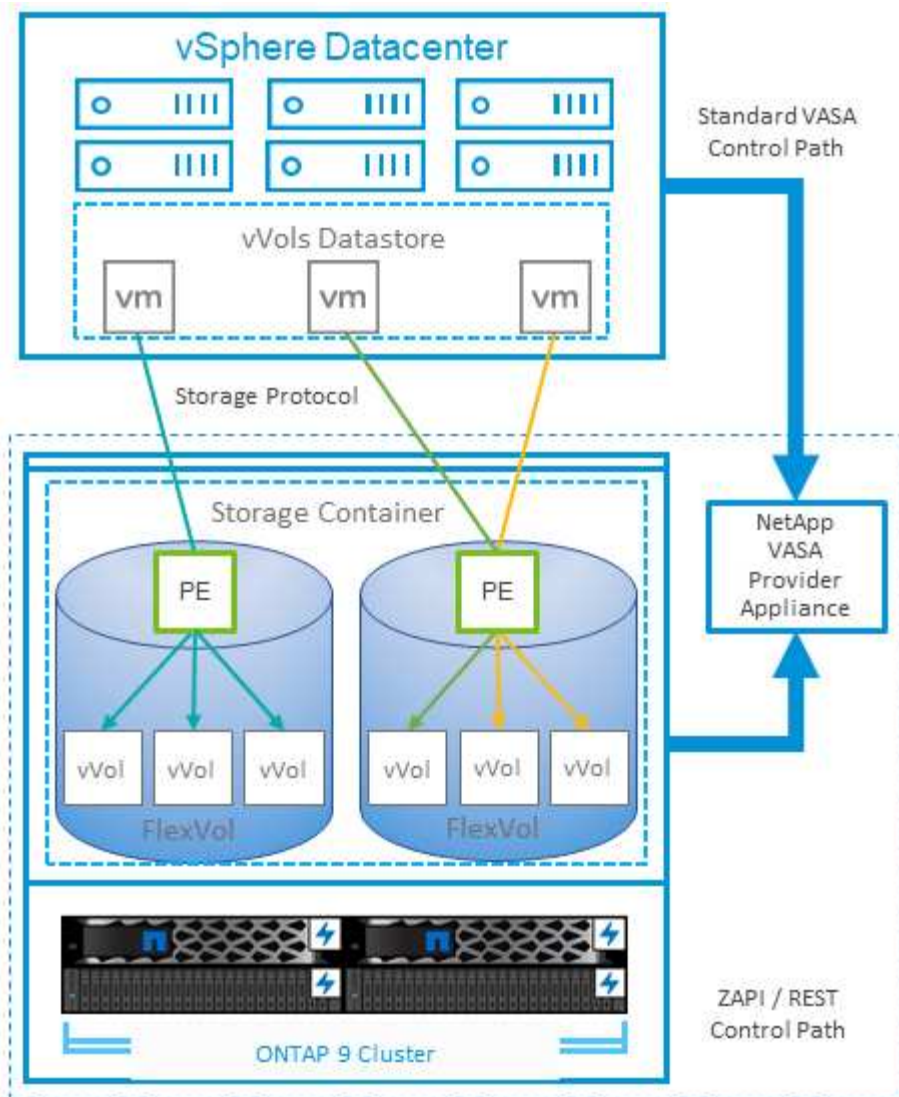 vSphere Datacenter
Standard VASA
Control Path
vVols Datastore
vm
vm
vm
Storage Protocol
Storage Container
NetApp
VASA
Provider
Appliance
PE
PE
vVol
vVol
vVol
vVol
vVol
vVol
FlexVol
FlexVol
ZAPI / REST
Control Path
ONTAP 9 Cluster